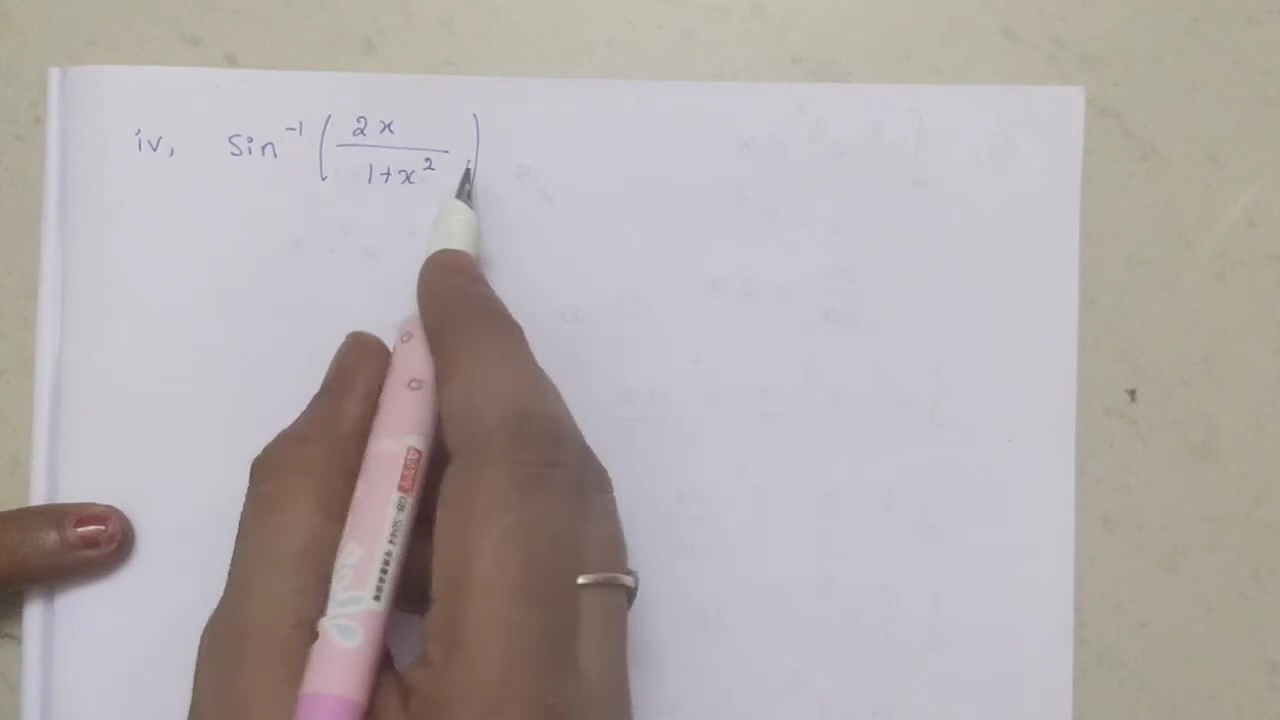 iv, Sin⁻¹ (2x / 1+x²)